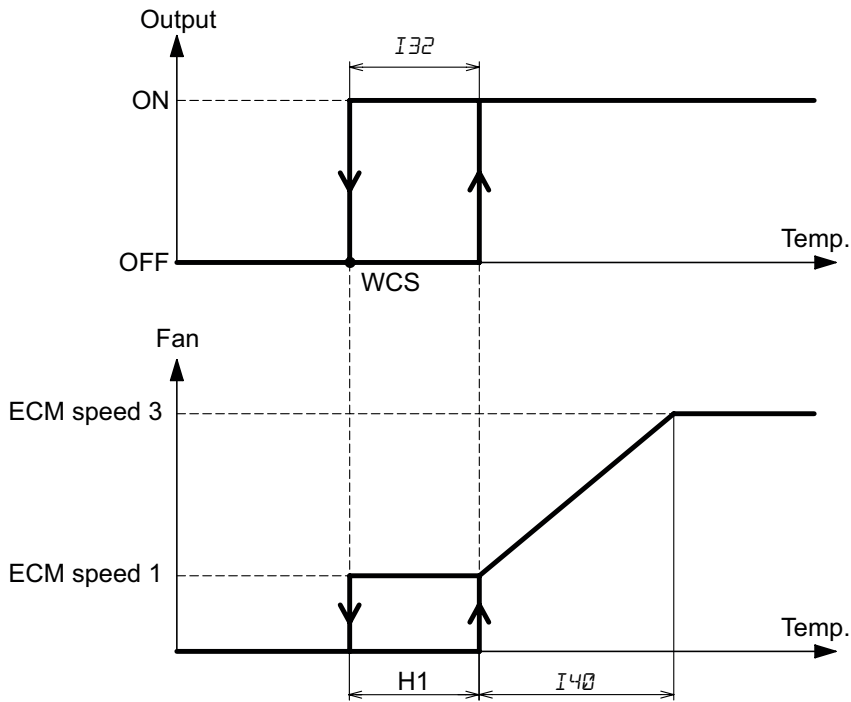 Output
I32
ON
Temp.
OFF
WCS
Fan
ECM speed 3
ECM speed 1
Temp.
H1
I40